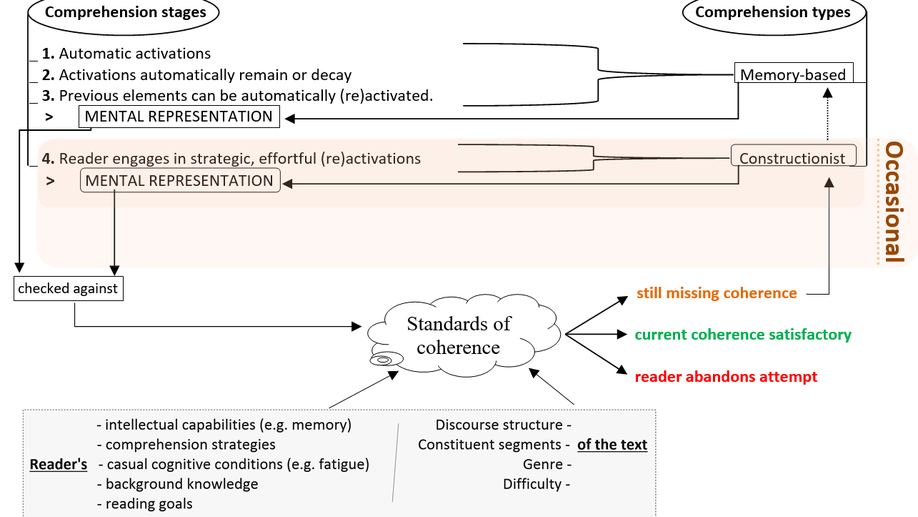 Comprehension stages
Comprehension types
1. Automatic activations
2. Activations automatically remain or decay
Memory-based
3. Previous elements can be automatically (re)activated.
> MENTAL REPRESENTATION
4. Reader engages in strategic, effortful (re)activations
Constructionist
> MENTAL REPRESENTATION
Occasional
checked against
Standards of
coherence
still missing coherence
current coherence satisfactory
reader abandons attempt
Reader's
- intellectual capabilities (e.g. memory)
- comprehension strategies
- casual cognitive conditions (e.g. fatigue)
- background knowledge
- reading goals
Discourse structure -
Constituent segments - of the text
Genre -
Difficulty -